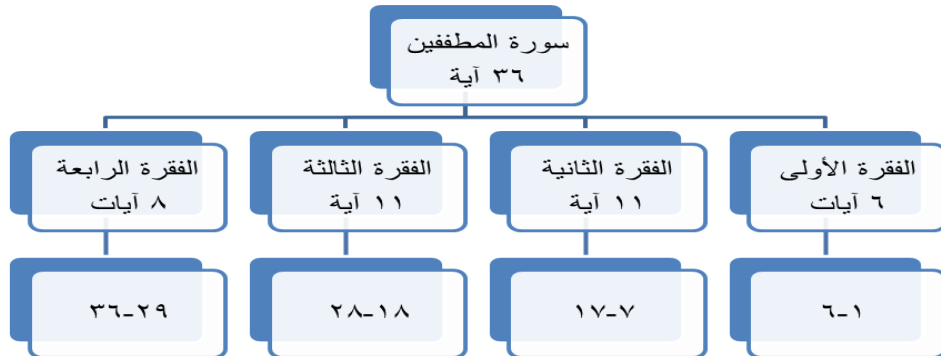 سورة المطففين
٣٦ آية
الفقرة الأولى
٦ آيات
الفقرة الثانية
١١ آية
الفقرة الثالثة
١١ آية
الفقرة الرابعة
٨ آيات
١-٦
٧-١٧
١٨-٢٨
٢٩-٣٦